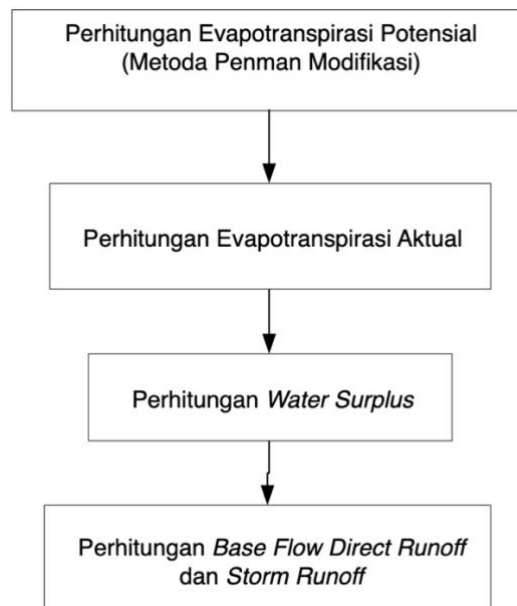 Perhitungan Evapotranspirasi Potensial
(Metoda Penman Modifikasi)
Perhitungan Evapotranspirasi Aktual
Perhitungan Water Surplus
Perhitungan Base Flow Direct Runoff
dan Storm Runoff